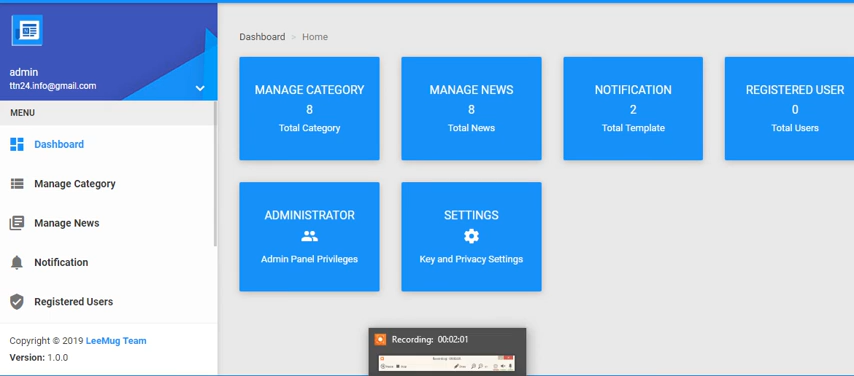 admin
ttn24.info@gmail.com
MENU
Dashboard
Manage Category
Manage News
Notification
Registered Users
Copyright © 2019 LeeMug Team
Version: 1.0.0
Dashboard > Home
MANAGE CATEGORY
8
Total Category
MANAGE NEWS
8
Total News
NOTIFICATION
2
Total Template
REGISTERED USER
0
Total Users
ADMINISTRATOR
Admin Panel Privileges
SETTINGS
Key and Privacy Settings
Recording: 00:02:01